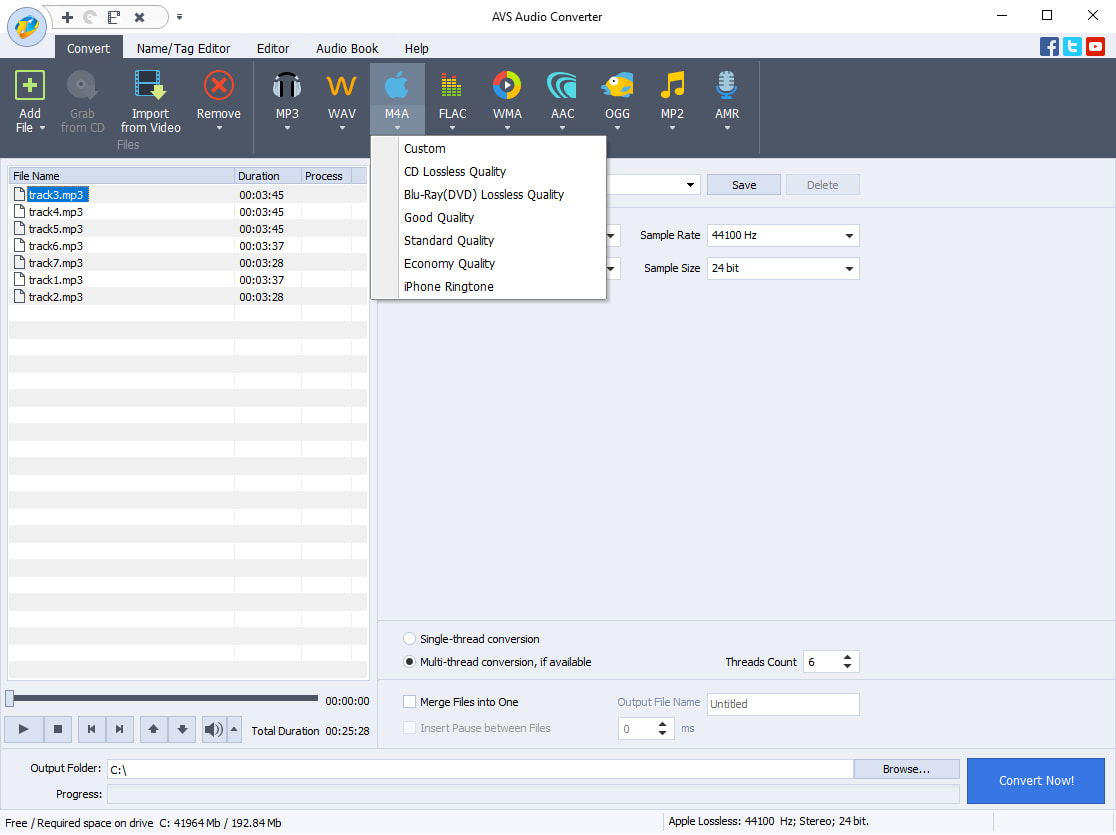 AVS Audio Converter
Convert Name/Tag Editor Editor Audio Book Help
Add File
Grab from CD
Import from Video
Remove
Files
MP3 WAV M4A FLAC WMA AAC OGG MP2 AMR
Custom
CD Lossless Quality
Blu-Ray(DVD) Lossless Quality
Good Quality
Standard Quality
Economy Quality
iPhone Ringtone
File Name Duration Process
track3.mp3 00:03:45
track4.mp3 00:03:45
track5.mp3 00:03:45
track6.mp3 00:03:37
track7.mp3 00:03:28
track1.mp3 00:03:37
track2.mp3 00:03:28
Save Delete
Sample Rate 44100 Hz
Sample Size 24 bit
Single-thread conversion
Multi-thread conversion, if available Threads Count 6
Merge Files into One Output File Name Untitled
Insert Pause between Files 0 ms
00:00:00
Total Duration 00:25:28
Output Folder: C:\ Browse...
Progress:
Convert Now!
Free / Required space on drive C: 41964 Mb / 192.84 Mb
Apple Lossless: 44100 Hz; Stereo; 24 bit.